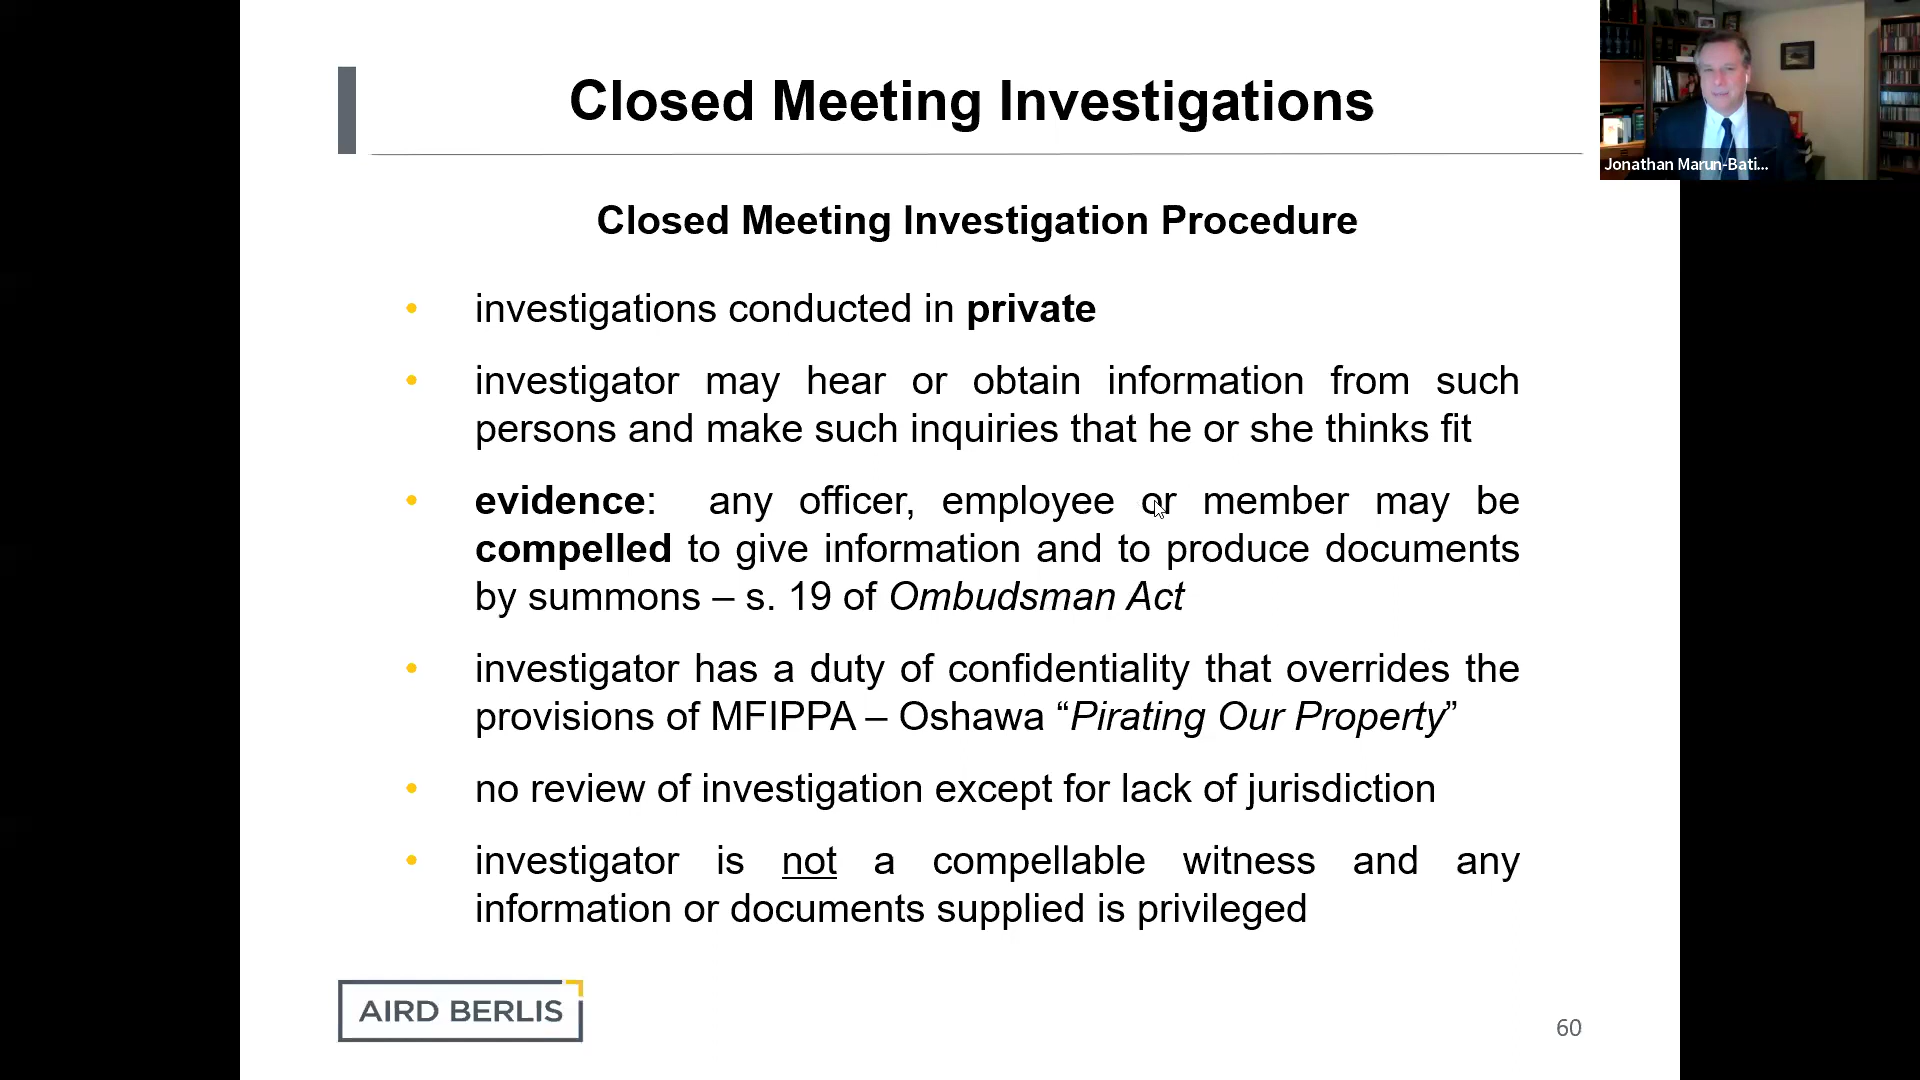 Closed Meeting Investigations
Jonathan Marun-Bati...
Closed Meeting Investigation Procedure
• investigations conducted in private
• investigator may hear or obtain information from such
persons and make such inquiries that he or she thinks fit
• evidence: any officer, employee or member may be
compelled to give information and to produce documents
by summons – s. 19 of Ombudsman Act
• investigator has a duty of confidentiality that overrides the
provisions of MFIPPA – Oshawa “Pirating Our Property”
• no review of investigation except for lack of jurisdiction
• investigator is not a compellable witness and any
information or documents supplied is privileged
AIRD BERLIS
60